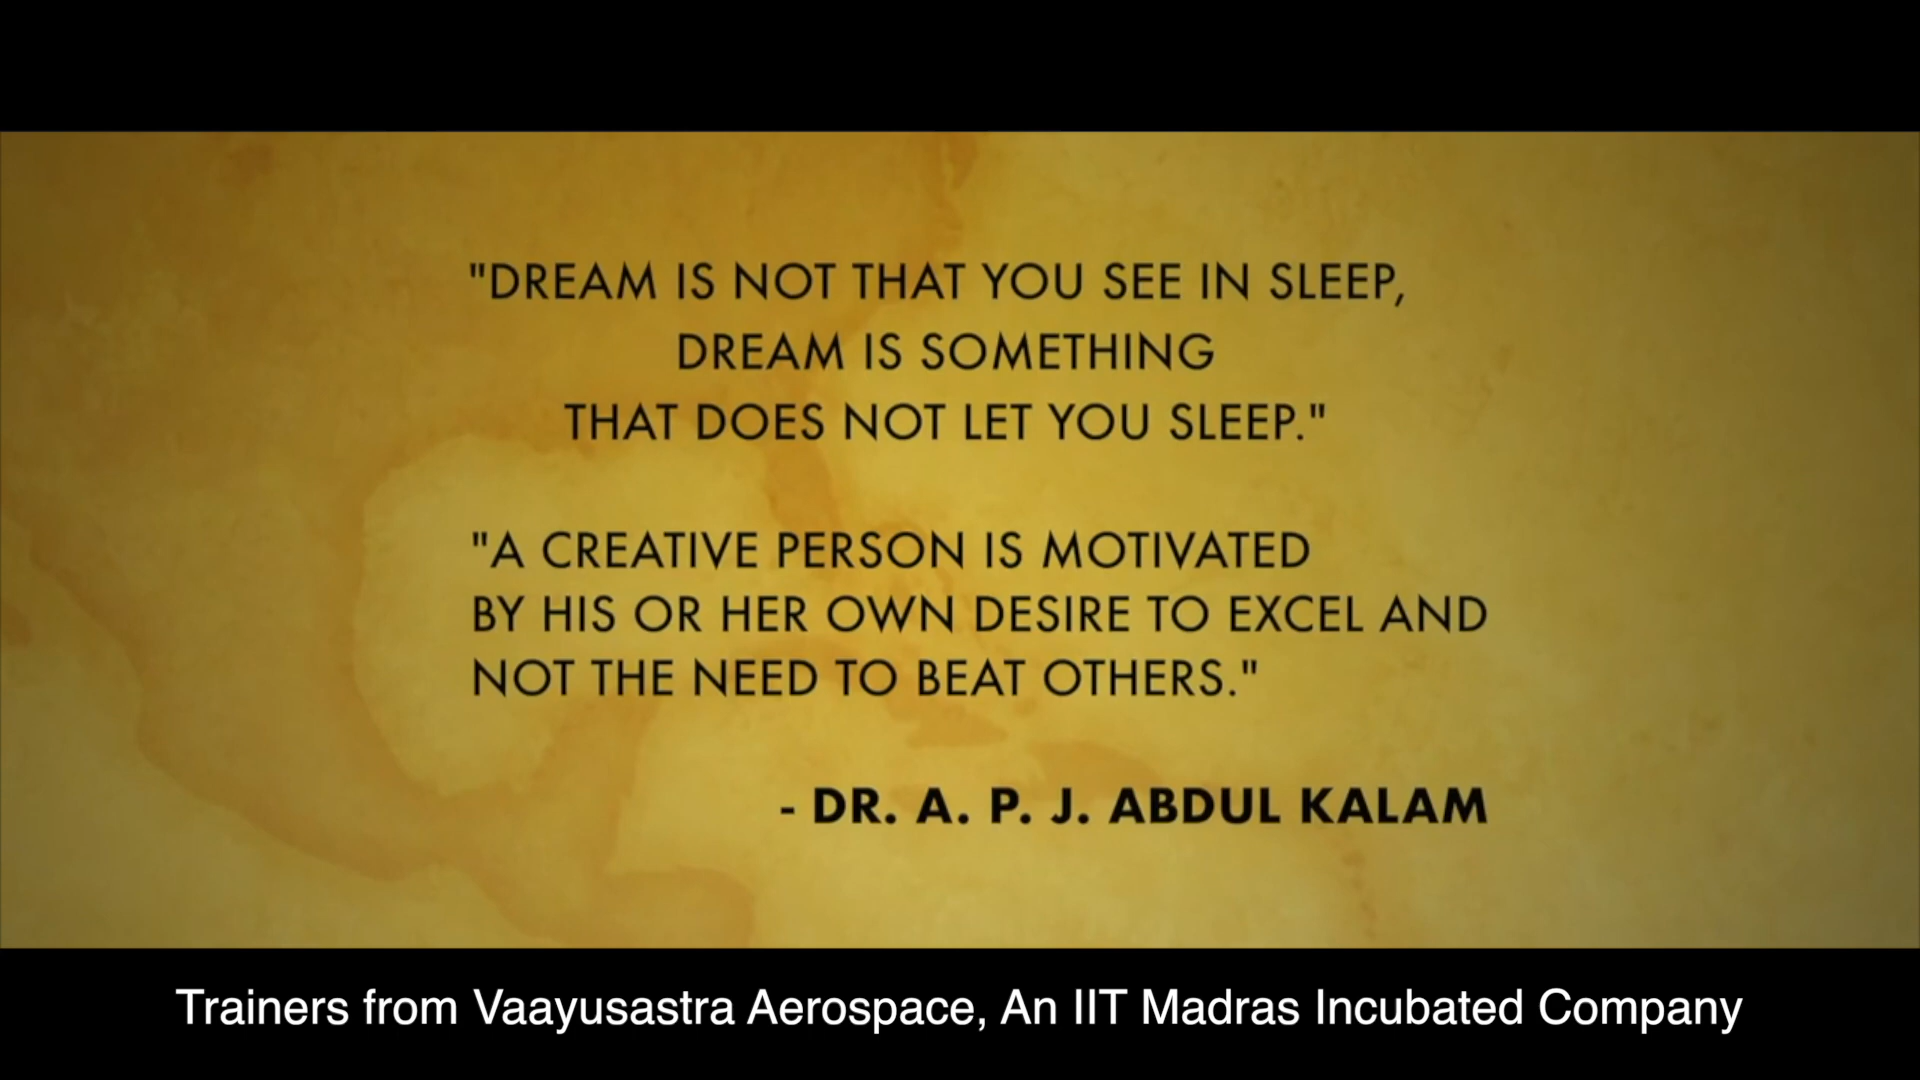 "DREAM IS NOT THAT YOU SEE IN SLEEP,
DREAM IS SOMETHING
THAT DOES NOT LET YOU SLEEP."
"A CREATIVE PERSON IS MOTIVATED
BY HIS OR HER OWN DESIRE TO EXCEL AND
NOT THE NEED TO BEAT OTHERS."
- DR. A. P. J. ABDUL KALAM
Trainers from Vaayusastra Aerospace, An IIT Madras Incubated Company